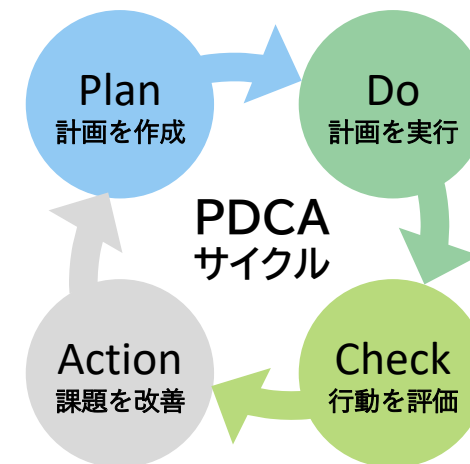 Plan
計画を作成
Do
計画を実行
PDCA
サイクル
Action
課題を改善
Check
行動を評価